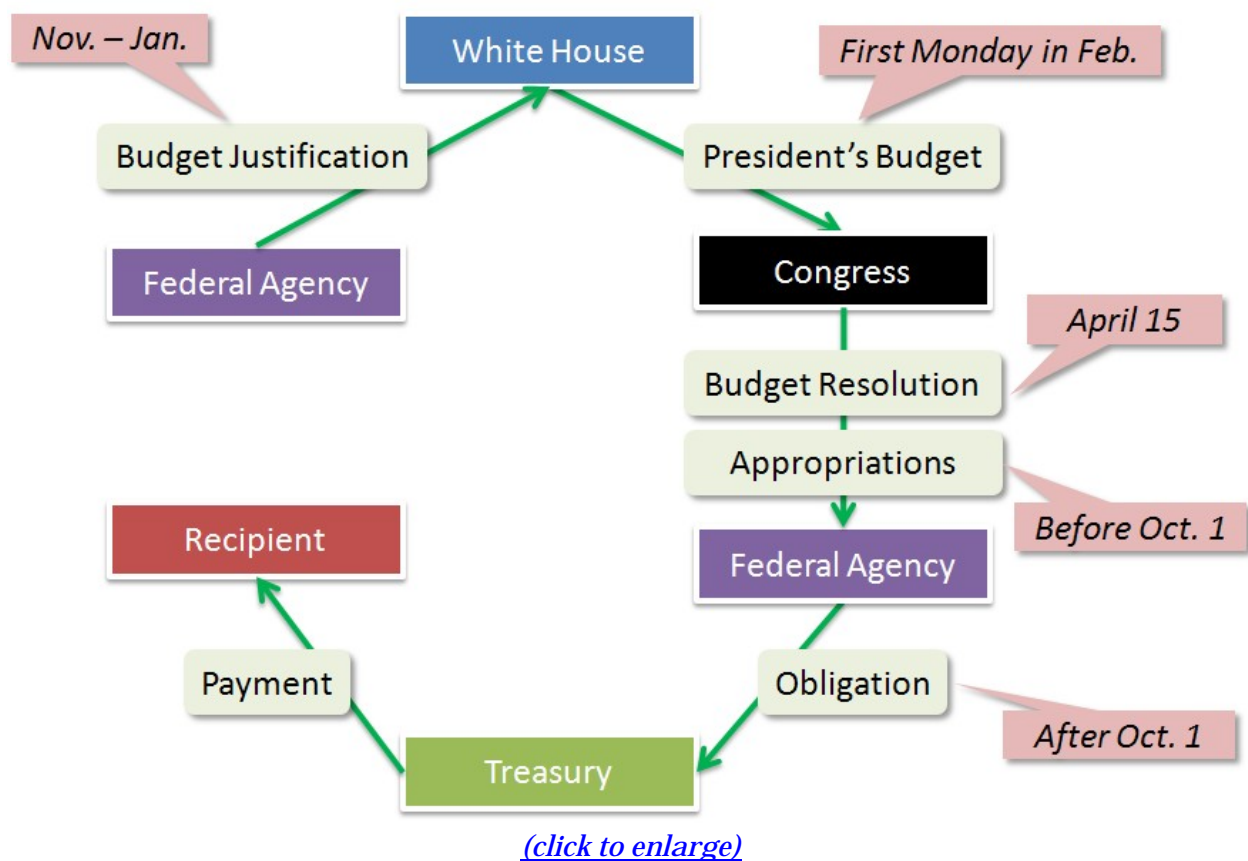 Nov. – Jan.
White House
First Monday in Feb.
Budget Justification
President’s Budget
Federal Agency
Congress
April 15
Budget Resolution
Appropriations
Before Oct. 1
Recipient
Federal Agency
Payment
Obligation
After Oct. 1
Treasury
(click to enlarge)